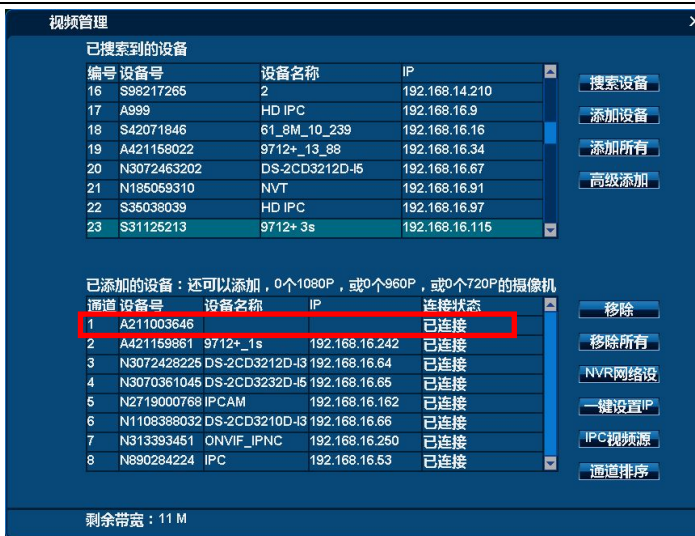 视频管理
已搜索到的设备
编号 设备号 设备名称 IP
16 S98217265 2 192.168.14.210
17 A999 HD IPC 192.168.16.9
18 S42071846 61_8M_10_239 192.168.16.16
19 A421158022 9712+_13_88 192.168.16.34
20 N3072463202 DS-2CD3212D-I5 192.168.16.67
21 N185059310 NVT 192.168.16.91
22 S35038039 HD IPC 192.168.16.97
23 S31125213 9712+ 3s 192.168.16.115
搜索设备
添加设备
添加所有
高级添加
已添加的设备：还可以添加，0个1080P，或0个960P，或0个720P的摄像机
通道 设备号 设备名称 IP 连接状态
1 A211003646 已连接
2 A421159861 9712+_1s 192.168.16.242 已连接
3 N3072428225 DS-2CD3212D-I3 192.168.16.64 已连接
4 N3070361045 DS-2CD3232D-I5 192.168.16.65 已连接
5 N2719000768 IPCAM 192.168.16.162 已连接
6 N1108388032 DS-2CD3210D-I3 192.168.16.66 已连接
7 N313393451 ONVIF_IPNC 192.168.16.250 已连接
8 N890284224 IPC 192.168.16.53 已连接
移除
移除所有
NVR网络设
一键设置IP
IPC视频源
通道排序
剩余带宽：11 M